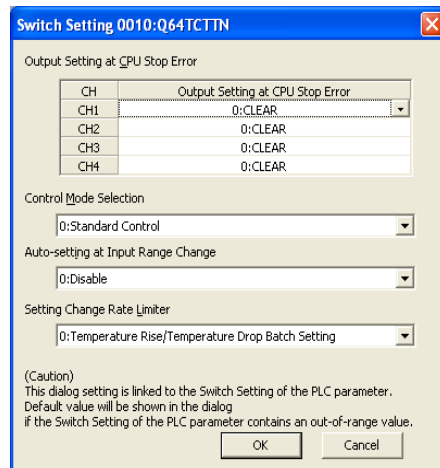 Switch Setting 0010:Q64TCTTN
Output Setting at CPU Stop Error
CH Output Setting at CPU Stop Error
CH1 0:CLEAR
CH2 0:CLEAR
CH3 0:CLEAR
CH4 0:CLEAR
Control Mode Selection
0:Standard Control
Auto-setting at Input Range Change
0:Disable
Setting Change Rate Limiter
0:Temperature Rise/Temperature Drop Batch Setting
(Caution)
This dialog setting is linked to the Switch Setting of the PLC parameter.
Default value will be shown in the dialog
if the Switch Setting of the PLC parameter contains an out-of-range value.
OK Cancel